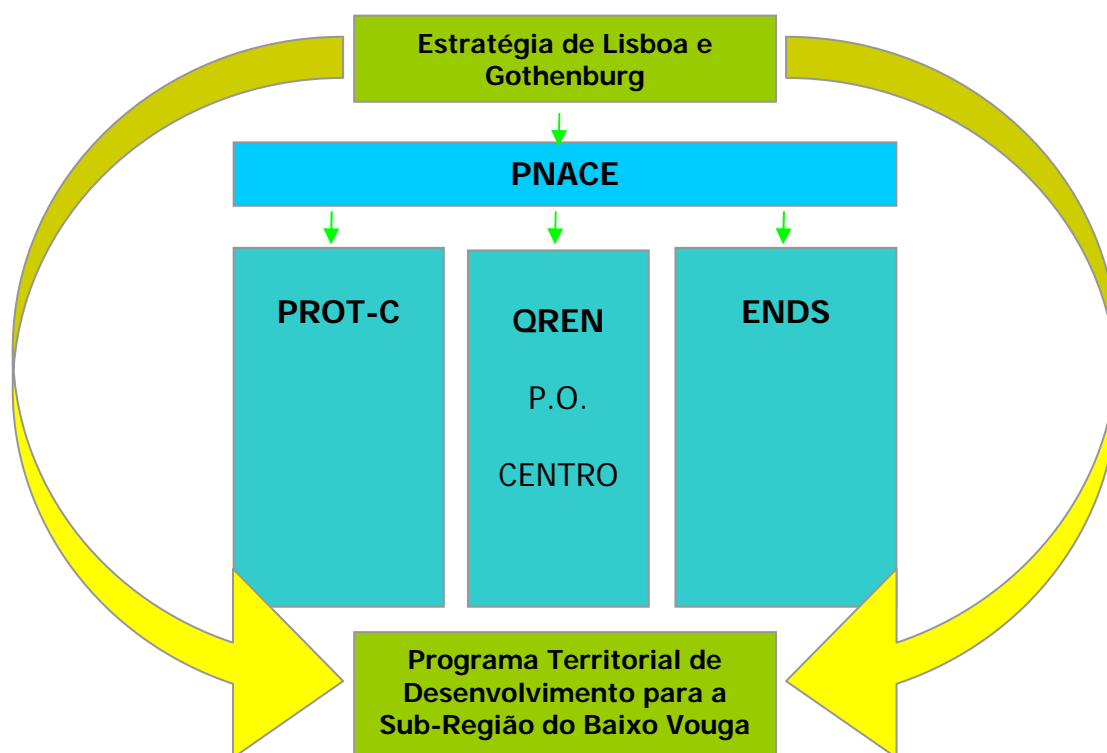 Estratégia de Lisboa e
Gothenburg
PNACE
PROT-C
QREN
P.O.
CENTRO
ENDS
Programa Territorial de
Desenvolvimento para a
Sub-Região do Baixo Vouga